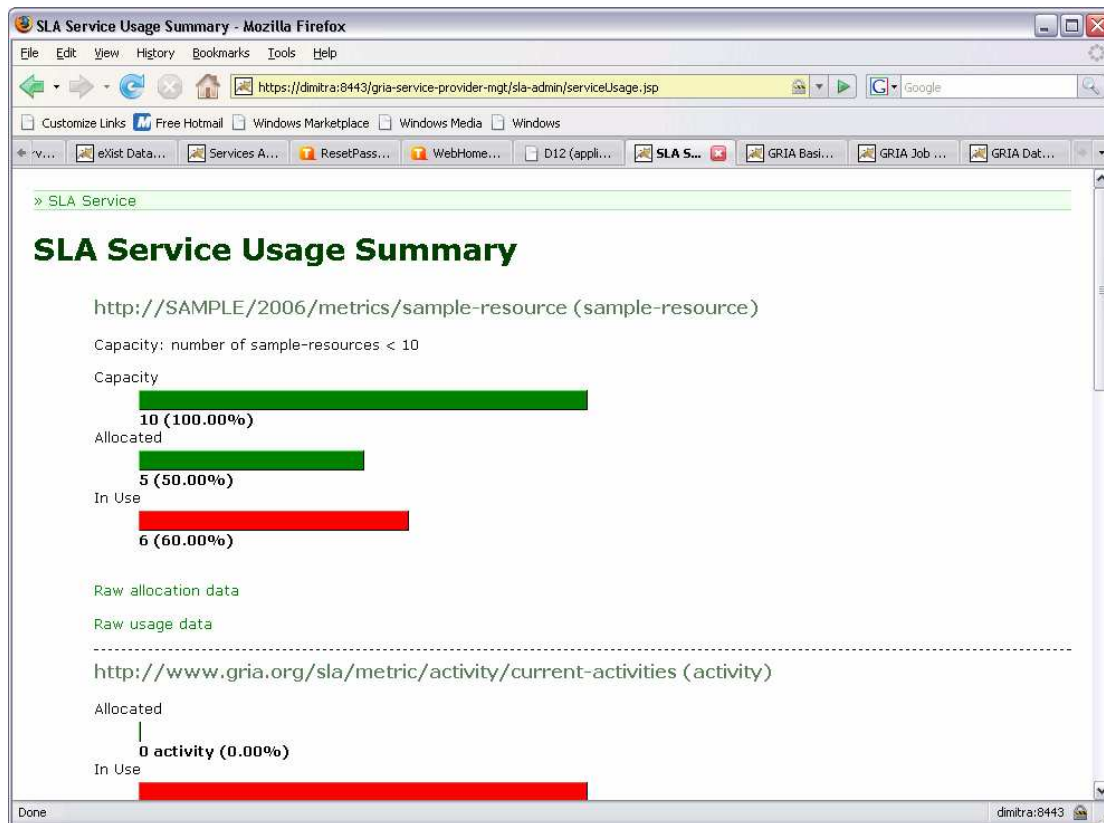 SLA Service Usage Summary - Mozilla Firefox
File Edit View History Bookmarks Tools Help
https://dimitra:8443/gria-service-provider-mgt/sla-admin/serviceUsage.jsp
G Google
Customize Links Free Hotmail Windows Marketplace Windows Media Windows
eXist Data... Services A... ResetPass... WebHome... D12 (appli... SLA S... GRIA Basi... GRIA Job ... GRIA Dat...
» SLA Service
SLA Service Usage Summary
http://SAMPLE/2006/metrics/sample-resource (sample-resource)
Capacity: number of sample-resources < 10
Capacity
10 (100.00%)
Allocated
5 (50.00%)
In Use
6 (60.00%)
Raw allocation data
Raw usage data
http://www.gria.org/sla/metric/activity/current-activities (activity)
Allocated
0 activity (0.00%)
In Use
Done dimitra:8443